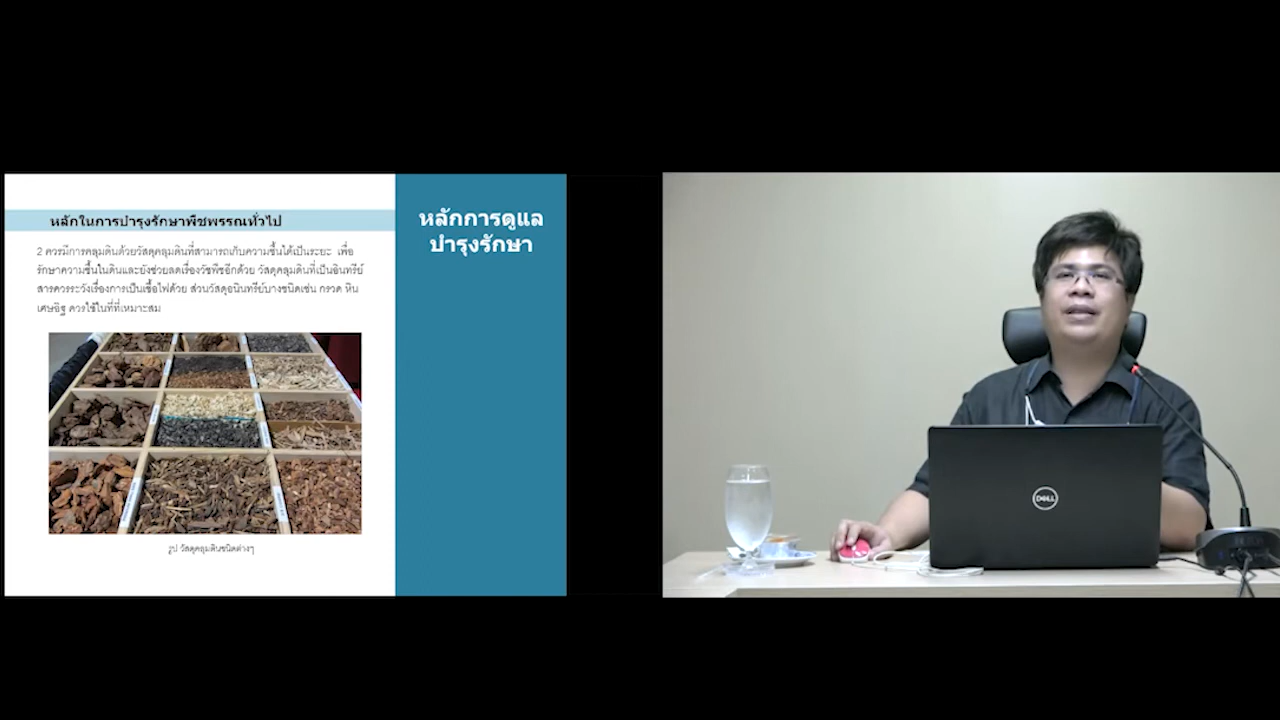 หลักในการบำรุงรักษาพืชพรรณทั่วไป
2 ควรมีการคลุมดินด้วยวัสดุคลุมดินที่สามารถเก็บความชื้นได้เป็นระยะ เพื่อ
รักษาความชื้นในดินและยังช่วยลดเรื่องวัชพืชอีกด้วย วัสดุคลุมดินที่เป็นอินทรีย์
สารควรระวังเรื่องการเป็นเชื้อไฟด้วย ส่วนวัสดุอนินทรีย์บางชนิดเช่น กรวด หิน
เศษอิฐ ควรใช้ในที่ที่เหมาะสม
รูป วัสดุคลุมดินชนิดต่างๆ
หลักการดูแล
บำรุงรักษา
DELL